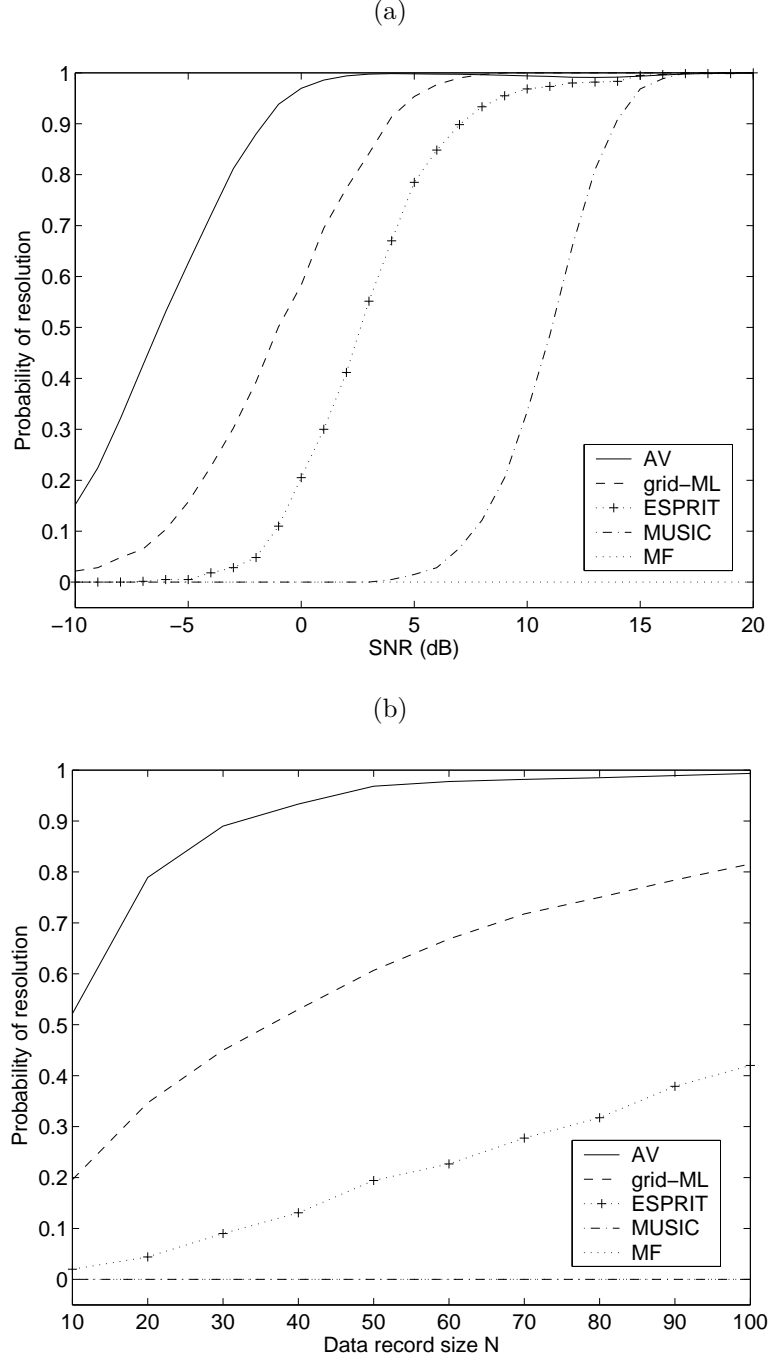 (a)
1
0.9
0.8
0.7
0.6
0.5
0.4
0.3
0.2
0.1
0
Probability of resolution
AV
grid−ML
ESPRIT
MUSIC
MF
−10 −5 0 5 10 15 20
SNR (dB)
(b)
1
0.9
0.8
0.7
0.6
0.5
0.4
0.3
0.2
0.1
0
Probability of resolution
AV
grid−ML
ESPRIT
MUSIC
MF
10 20 30 40 50 60 70 80 90 100
Data record size N